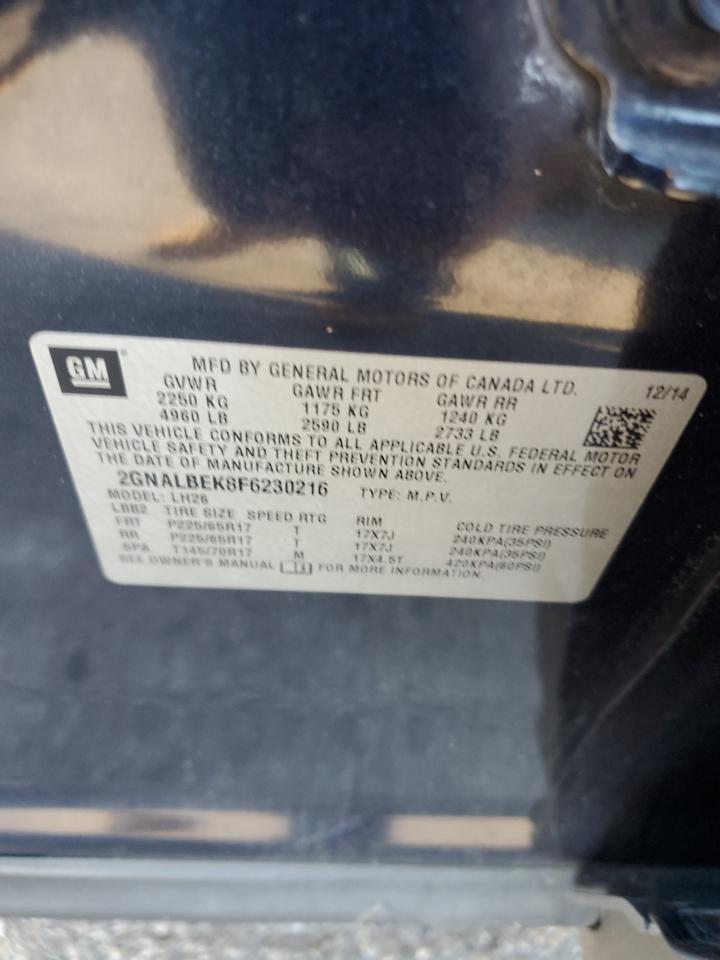 GM
MFD BY GENERAL MOTORS OF CANADA LTD. 12/14
GVWR GAWR FRT GAWR RR
2250 KG 1175 KG 1240 KG
4960 LB 2590 LB 2733 LB
THIS VEHICLE CONFORMS TO ALL APPLICABLE U.S. FEDERAL MOTOR
VEHICLE SAFETY AND THEFT PREVENTION STANDARDS IN EFFECT ON
THE DATE OF MANUFACTURE SHOWN ABOVE.
2GNALBEK8F6230216 TYPE: M.P.V.
MODEL: LH26
LBB2 TIRE SIZE SPEED RTG RIM COLD TIRE PRESSURE
FRT P225/65R17 T 17X7J 240KPA(35PSI)
RR P225/65R17 T 17X7J 240KPA(35PSI)
SPA T145/70R17 M 17X4.5T 420KPA(60PSI)
SEE OWNER'S MANUAL FOR MORE INFORMATION.